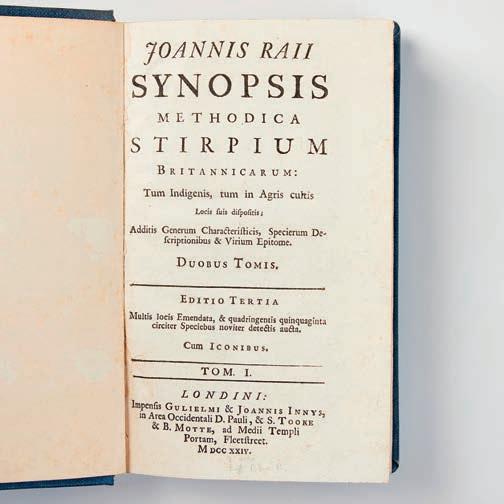 JOANNIS RAII
SYNOPSIS
METHODICA
STIRPIUM
BRITANNICARUM:
Tum Indigenis, tum in Agris cultis
Locis suis dispositis;
Additis Generum Characteristicis, Specierum De-
scriptionibus & Virium Epitome.
DUOBUS TOMIS.
EDITIO TERTIA
Multis locis Emendata, & quadringentis quinquaginta
circiter Speciebus noviter detectis aucta.
Cum ICONIBUS.
TOM. I.
LONDINI:
Impensis GULIELMI & JOANNIS INNYS,
in Area Occidentali D. Pauli, & S. TOOKE
& B. MOTTE, ad Medii Templi
Portam, Fleetstreet.
M DCC XXIV.